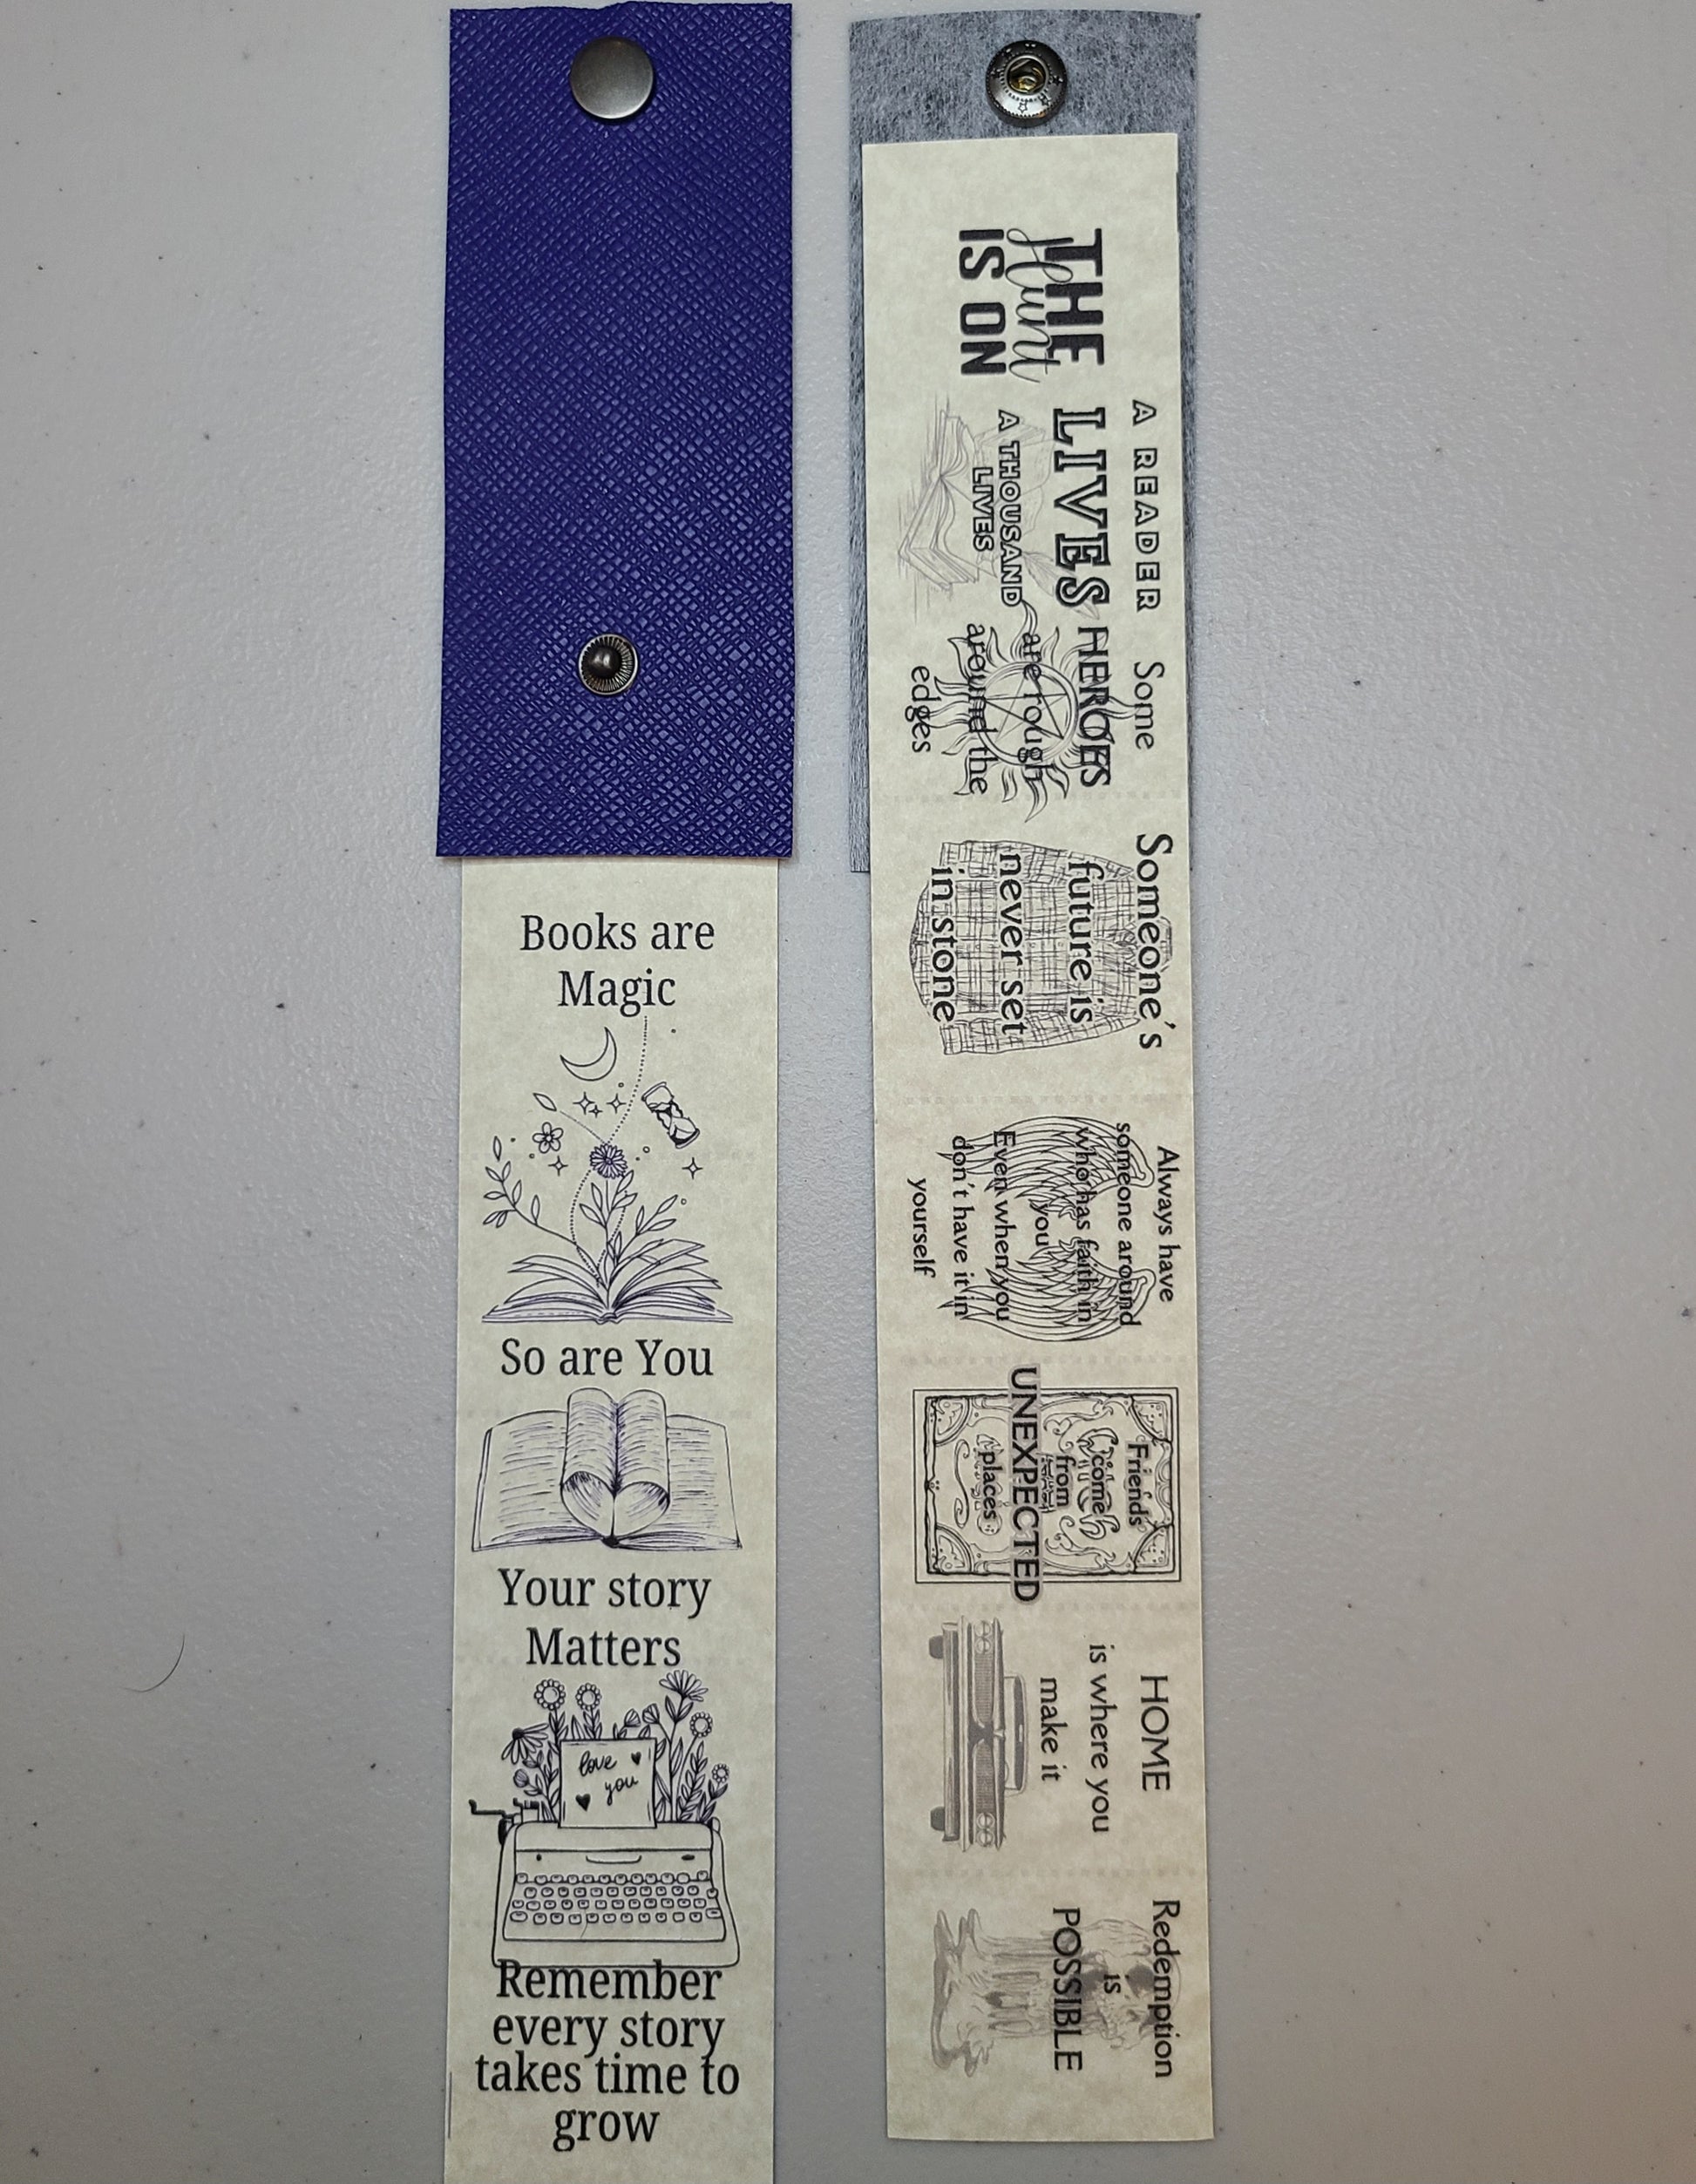 Books are
Magic
So are You
Your story
Matters
love
you
Remember
every story
takes time to
grow
THE
Hunt
IS ON
A READER
LIVES
A THOUSAND
LIVES
Some
HEROES
are rough
around the
edges
Someone's
future is
never set
in stone
Always have
someone around
who has faith in
you
Even when you
don't have it in
yourself
Friends
come
from
UNEXPECTED
places
HOME
is where you
make it
Redemption
is
POSSIBLE